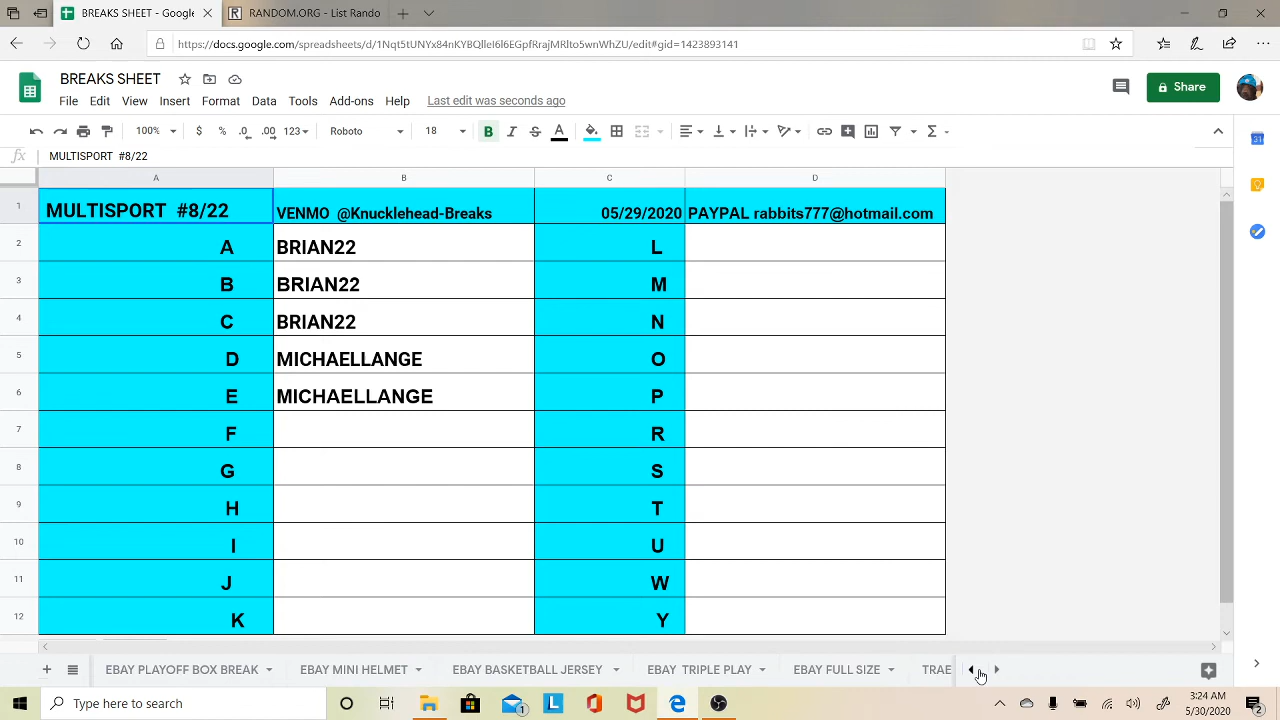 BREAKS SHEET - Google Sheets
https://docs.google.com/spreadsheets/d/1Nqt5tUNYx84nKYBQlieI6l6EGpfRrajMRlto5wnWhZU/edit#gid=1423893141
BREAKS SHEET
File Edit View Insert Format Data Tools Add-ons Help Last edit was seconds ago
Share
100% $ % .0 .00 123 Roboto 18 B I S A
fx MULTISPORT #8/22
A B C D
1 MULTISPORT #8/22 VENMO @Knucklehead-Breaks 05/29/2020 PAYPAL rabbits777@hotmail.com
2 A BRIAN22 L
3 B BRIAN22 M
4 C BRIAN22 N
5 D MICHAELLANGE O
6 E MICHAELLANGE P
7 F R
8 G S
9 H T
10 I U
11 J W
12 K Y
EBAY PLAYOFF BOX BREAK EBAY MINI HELMET EBAY BASKETBALL JERSEY EBAY TRIPLE PLAY EBAY FULL SIZE TRAE
Type here to search
1
3:24 AM
5/30/2020
2